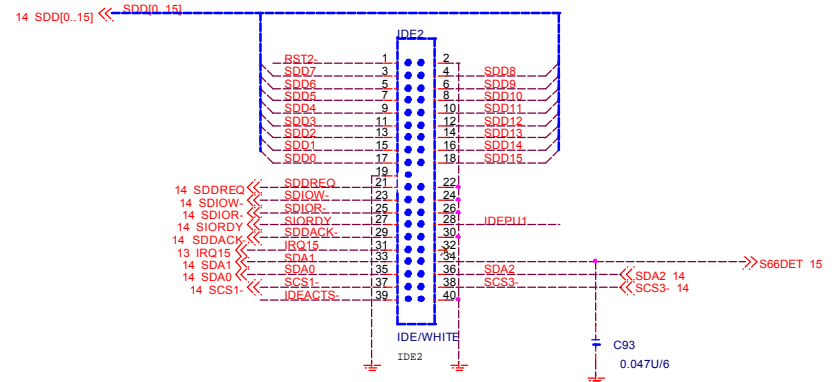 14 SDD[0..15] SDD[0..15]
IDE2
RST2- 1 2
SDD7 3 4 SDD8
SDD6 5 6 SDD9
SDD5 7 8 SDD10
SDD4 9 10 SDD11
SDD3 11 12 SDD12
SDD2 13 14 SDD13
SDD1 15 16 SDD14
SDD0 17 18 SDD15
19
14 SDDREQ SDDREQ 21 22
14 SDIOW- SDIOW- 23 24
14 SDIOR- SDIOR- 25 26
14 SIORDY SIORDY 27 28 IDEPU1
14 SDDACK- SDDACK- 29 30
13 IRQ15 IRQ15 31 32
14 SDA1 SDA1 33 34 S66DET 15
14 SDA0 SDA0 35 36 SDA2 SDA2 14
14 SCS1- SCS1- 37 38 SCS3- SCS3- 14
IDEACTS- 39 40
IDE/WHITE
IDE2
C93
0.047U/6